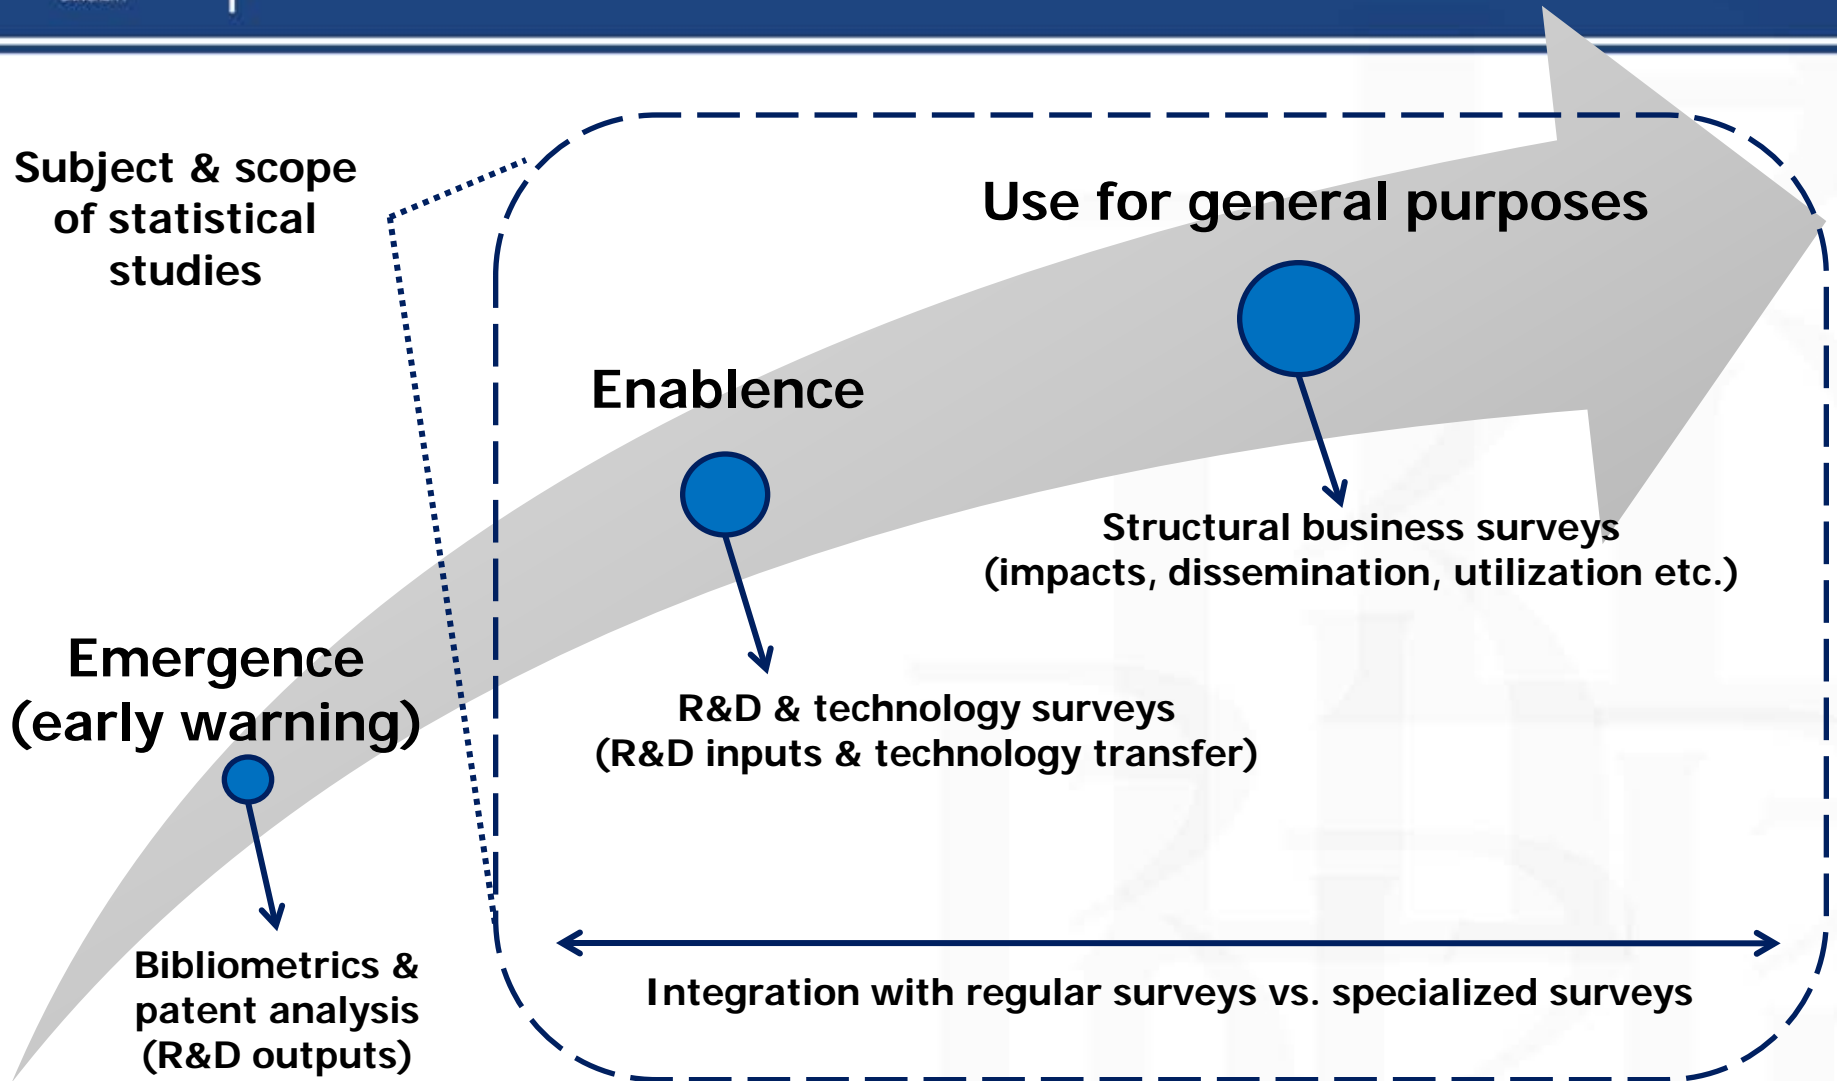 Subject & scope
of statistical
studies
Use for general purposes
Enablence
Structural business surveys
(impacts, dissemination, utilization etc.)
Emergence
(early warning)
R&D & technology surveys
(R&D inputs & technology transfer)
Bibliometrics &
patent analysis
(R&D outputs)
Integration with regular surveys vs. specialized surveys